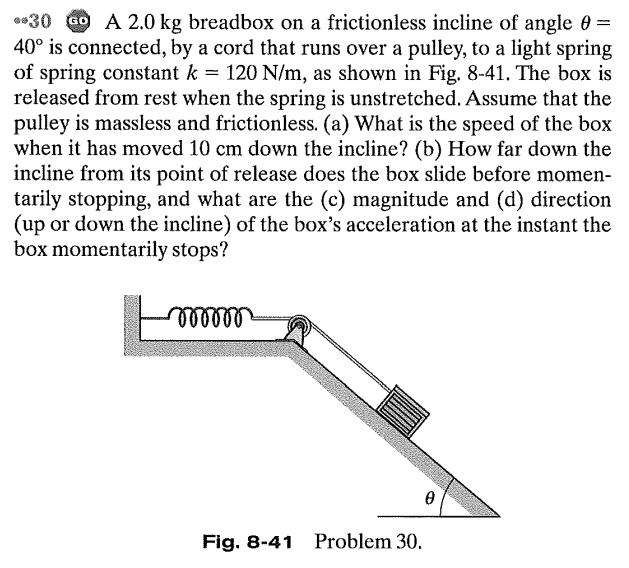 ••30 GO A 2.0 kg breadbox on a frictionless incline of angle θ =
40° is connected, by a cord that runs over a pulley, to a light spring
of spring constant k = 120 N/m, as shown in Fig. 8-41. The box is
released from rest when the spring is unstretched. Assume that the
pulley is massless and frictionless. (a) What is the speed of the box
when it has moved 10 cm down the incline? (b) How far down the
incline from its point of release does the box slide before momen-
tarily stopping, and what are the (c) magnitude and (d) direction
(up or down the incline) of the box's acceleration at the instant the
box momentarily stops?
θ
Fig. 8-41 Problem 30.